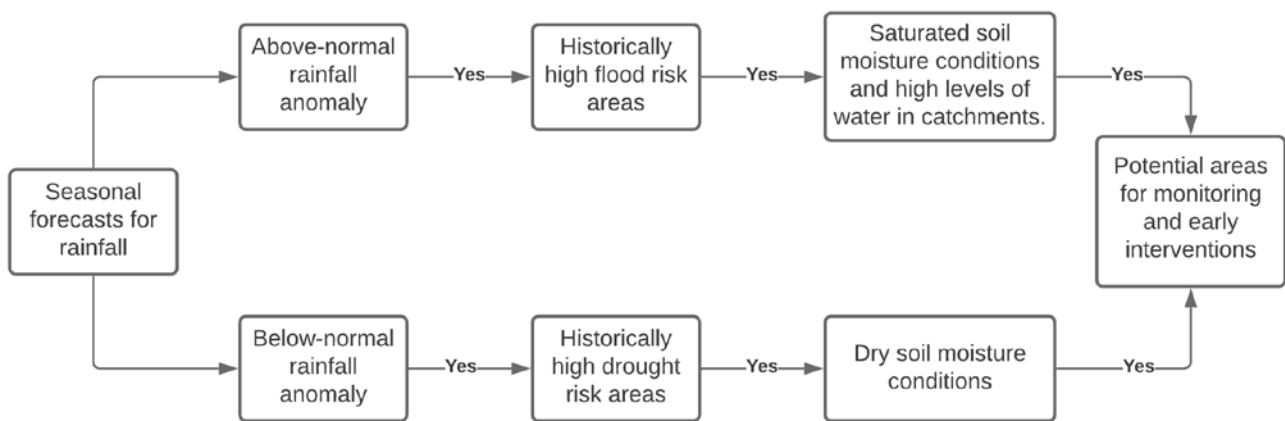 Seasonal
forecasts for
rainfall
Above-normal
rainfall
anomaly
Yes
Historically
high flood risk
areas
Yes
Saturated soil
moisture conditions
and high levels of
water in catchments.
Yes
Below-normal
rainfall
anomaly
Yes
Historically
high drought
risk areas
Yes
Dry soil moisture
conditions
Yes
Potential areas
for monitoring
and early
interventions